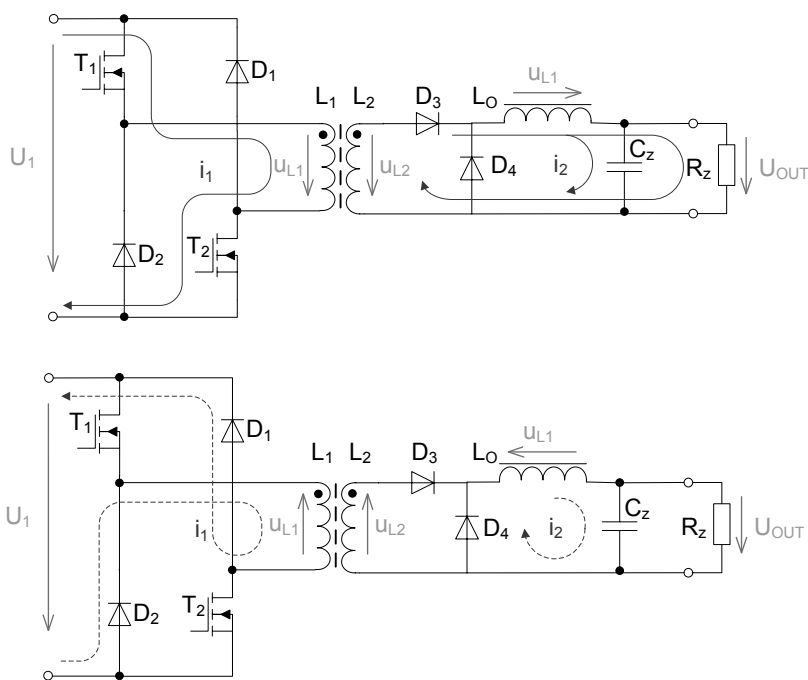 T1
D1
L1 L2 D3 LO uL1
U1 i1 uL1 uL2 D4 i2 Cz Rz UOUT
D2 T2
T1
D1
L1 L2 D3 LO uL1
U1 i1 uL1 uL2 D4 i2 Cz Rz UOUT
D2 T2